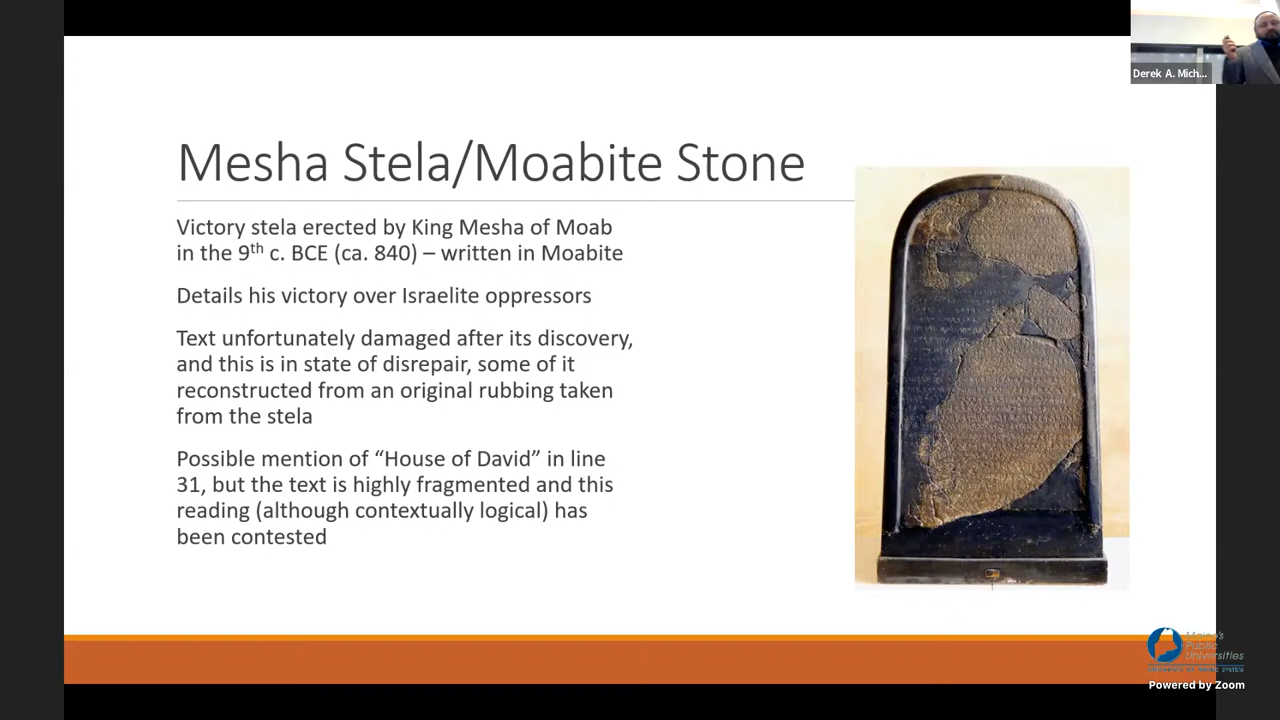 Derek A. Mich...
Mesha Stela/Moabite Stone
Victory stela erected by King Mesha of Moab
in the 9th c. BCE (ca. 840) – written in Moabite
Details his victory over Israelite oppressors
Text unfortunately damaged after its discovery,
and this is in state of disrepair, some of it
reconstructed from an original rubbing taken
from the stela
Possible mention of “House of David” in line
31, but the text is highly fragmented and this
reading (although contextually logical) has
been contested
Maine's
Public
Universities
Powered by Zoom